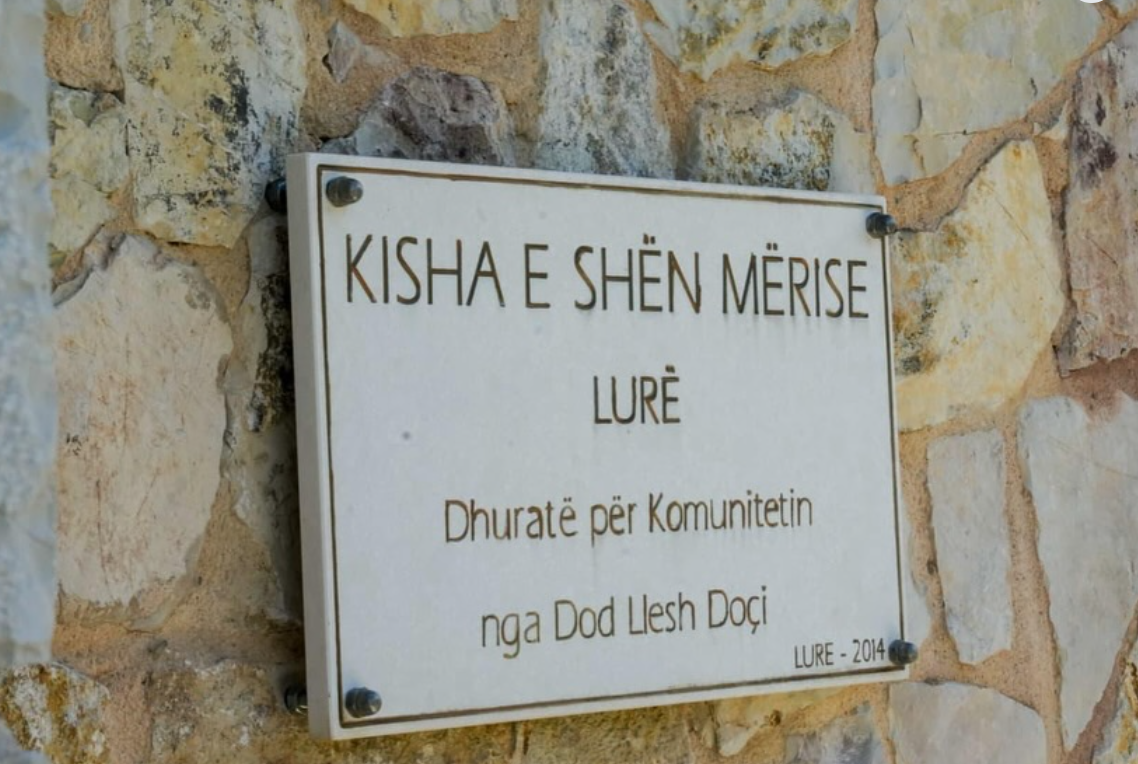 KISHA E SHËN MËRISE
LURË
Dhuratë për Komunitetin
nga Dod Llesh Doçi
LURE - 2014